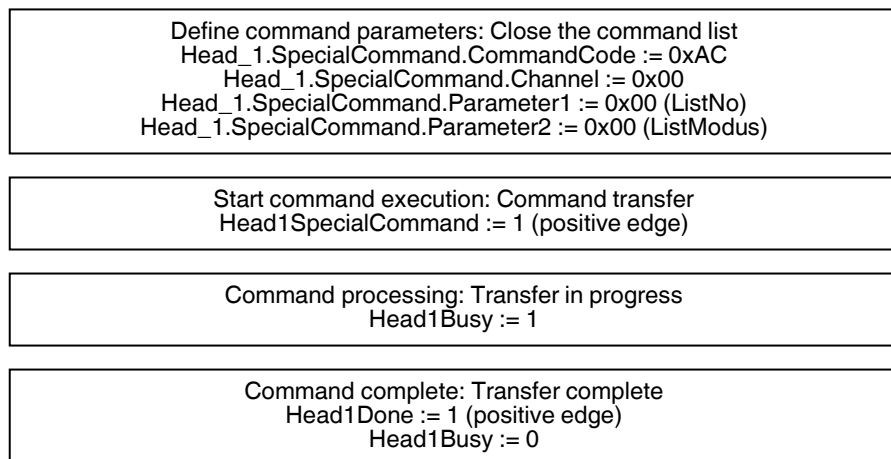 Define command parameters: Close the command list
Head_1.SpecialCommand.CommandCode := 0xAC
Head_1.SpecialCommand.Channel := 0x00
Head_1.SpecialCommand.Parameter1 := 0x00 (ListNo)
Head_1.SpecialCommand.Parameter2 := 0x00 (ListModus)
Start command execution: Command transfer
Head1SpecialCommand := 1 (positive edge)
Command processing: Transfer in progress
Head1Busy := 1
Command complete: Transfer complete
Head1Done := 1 (positive edge)
Head1Busy := 0